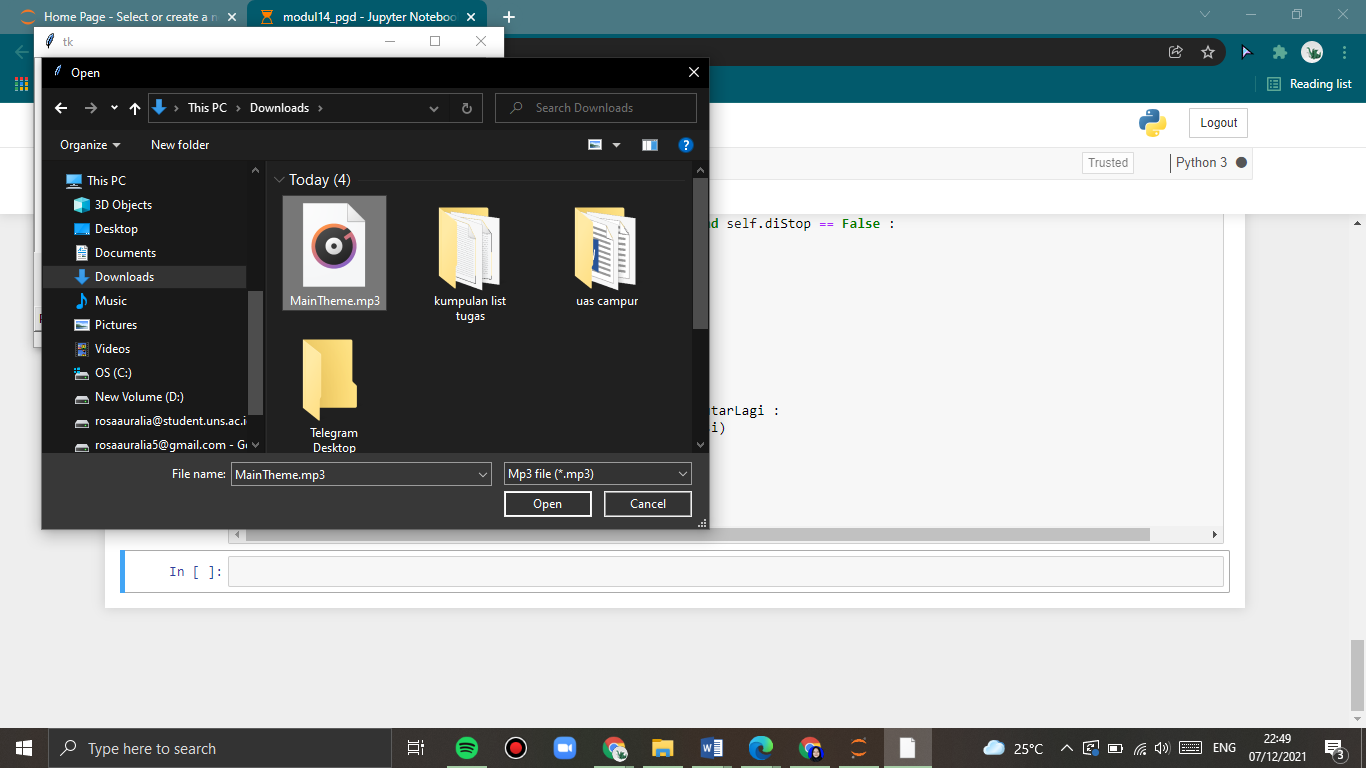 Home Page - Select or create a n
modul14_pgd - Jupyter Noteboo
tk
Open
Reading list
This PC
Downloads
Search Downloads
Organize
New folder
Logout
Trusted
Python 3
This PC
3D Objects
Desktop
Documents
Downloads
Music
Pictures
Videos
OS (C:)
New Volume (D:)
rosaauralia@student.uns.ac.i
rosaauralia5@gmail.com - G
Today (4)
MainTheme.mp3
kumpulan list
tugas
uas campur
Telegram
Desktop
d self.diStop == False :
tarLagi :
i)
File name:
MainTheme.mp3
Mp3 file (*.mp3)
Open
Cancel
In [ ]:
Type here to search
25°C
ENG
22:49
07/12/2021
3